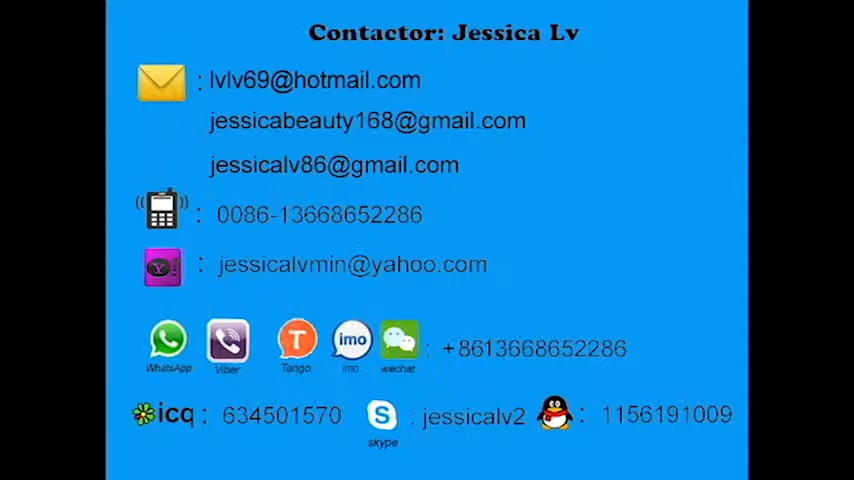 Contactor: Jessica Lv
: lvlv69@hotmail.com
jessicabeauty168@gmail.com
jessicalv86@gmail.com
: 0086-13668652286
Y! : jessicalvmin@yahoo.com
T imo : +8613668652286
WhatsApp Viber Tango imo wechat
icq : 634501570 S : jessicalv2 : 1156191009
skype